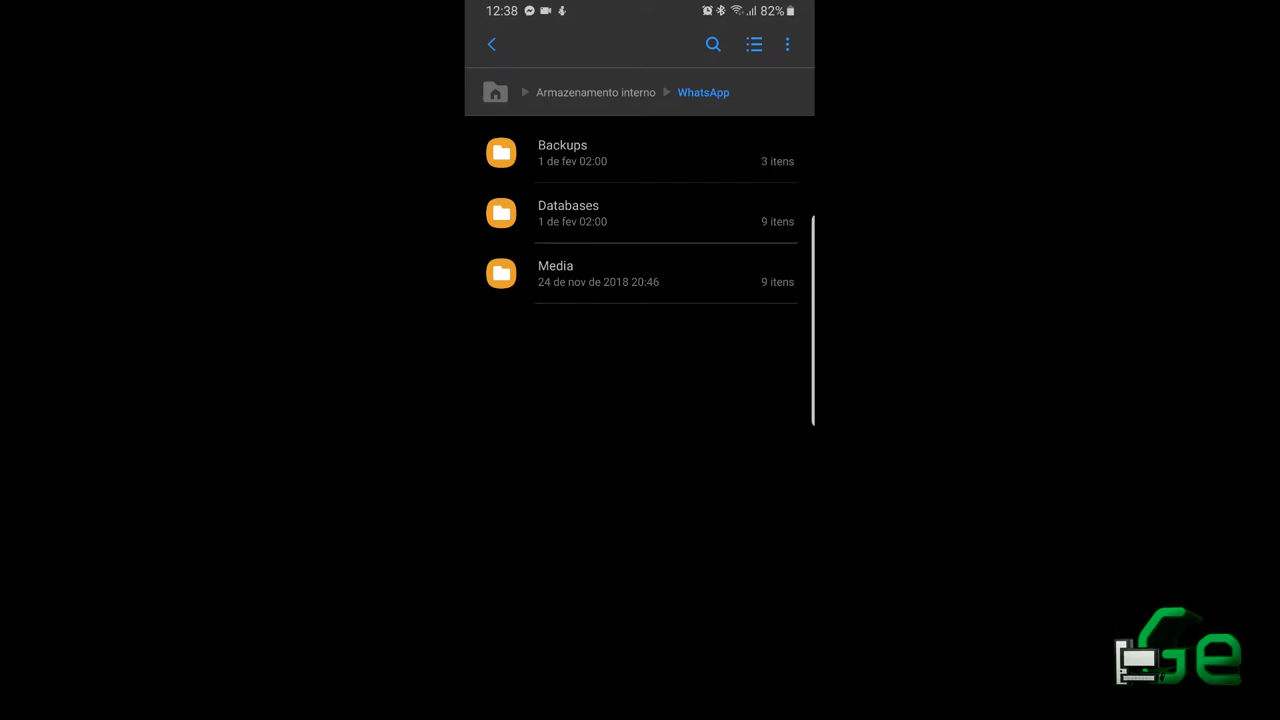 12:38 82%
Armazenamento interno WhatsApp
Backups
1 de fev 02:00 3 itens
Databases
1 de fev 02:00 9 itens
Media
24 de nov de 2018 20:46 9 itens
Ge